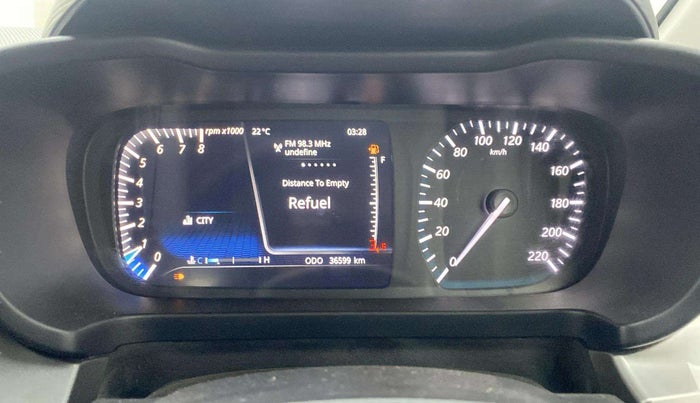 rpm x1000 22°C 03:28
FM 98.3 MHz
undefine
F
Distance To Empty
Refuel
CITY
C H ODO 36599 km
0
1
2
3
4
5
6
7
8
0
20
40
60
80
100
120
140
160
180
200
220
km/h